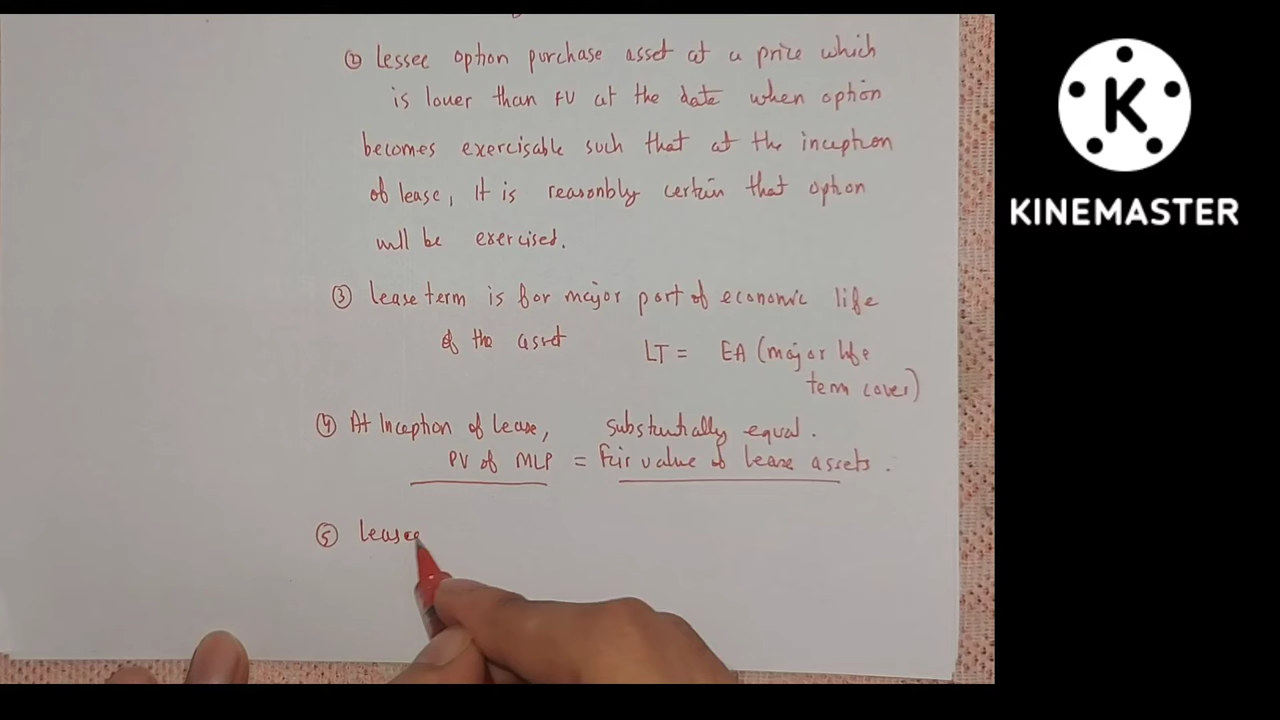 ② lessee option purchase asset at a price which
is lower than FV at the date when option
becomes exercisable such that at the inception
of lease, It is reasonbly certain that option
will be exercised.
③ Lease term is for major part of economic life
of the asset
LT = EA (major life
term cover)
④ At Inception of Lease, substantially equal.
PV of MLP = Fair value of lease assets.
⑤ Leased
K
KINEMASTER